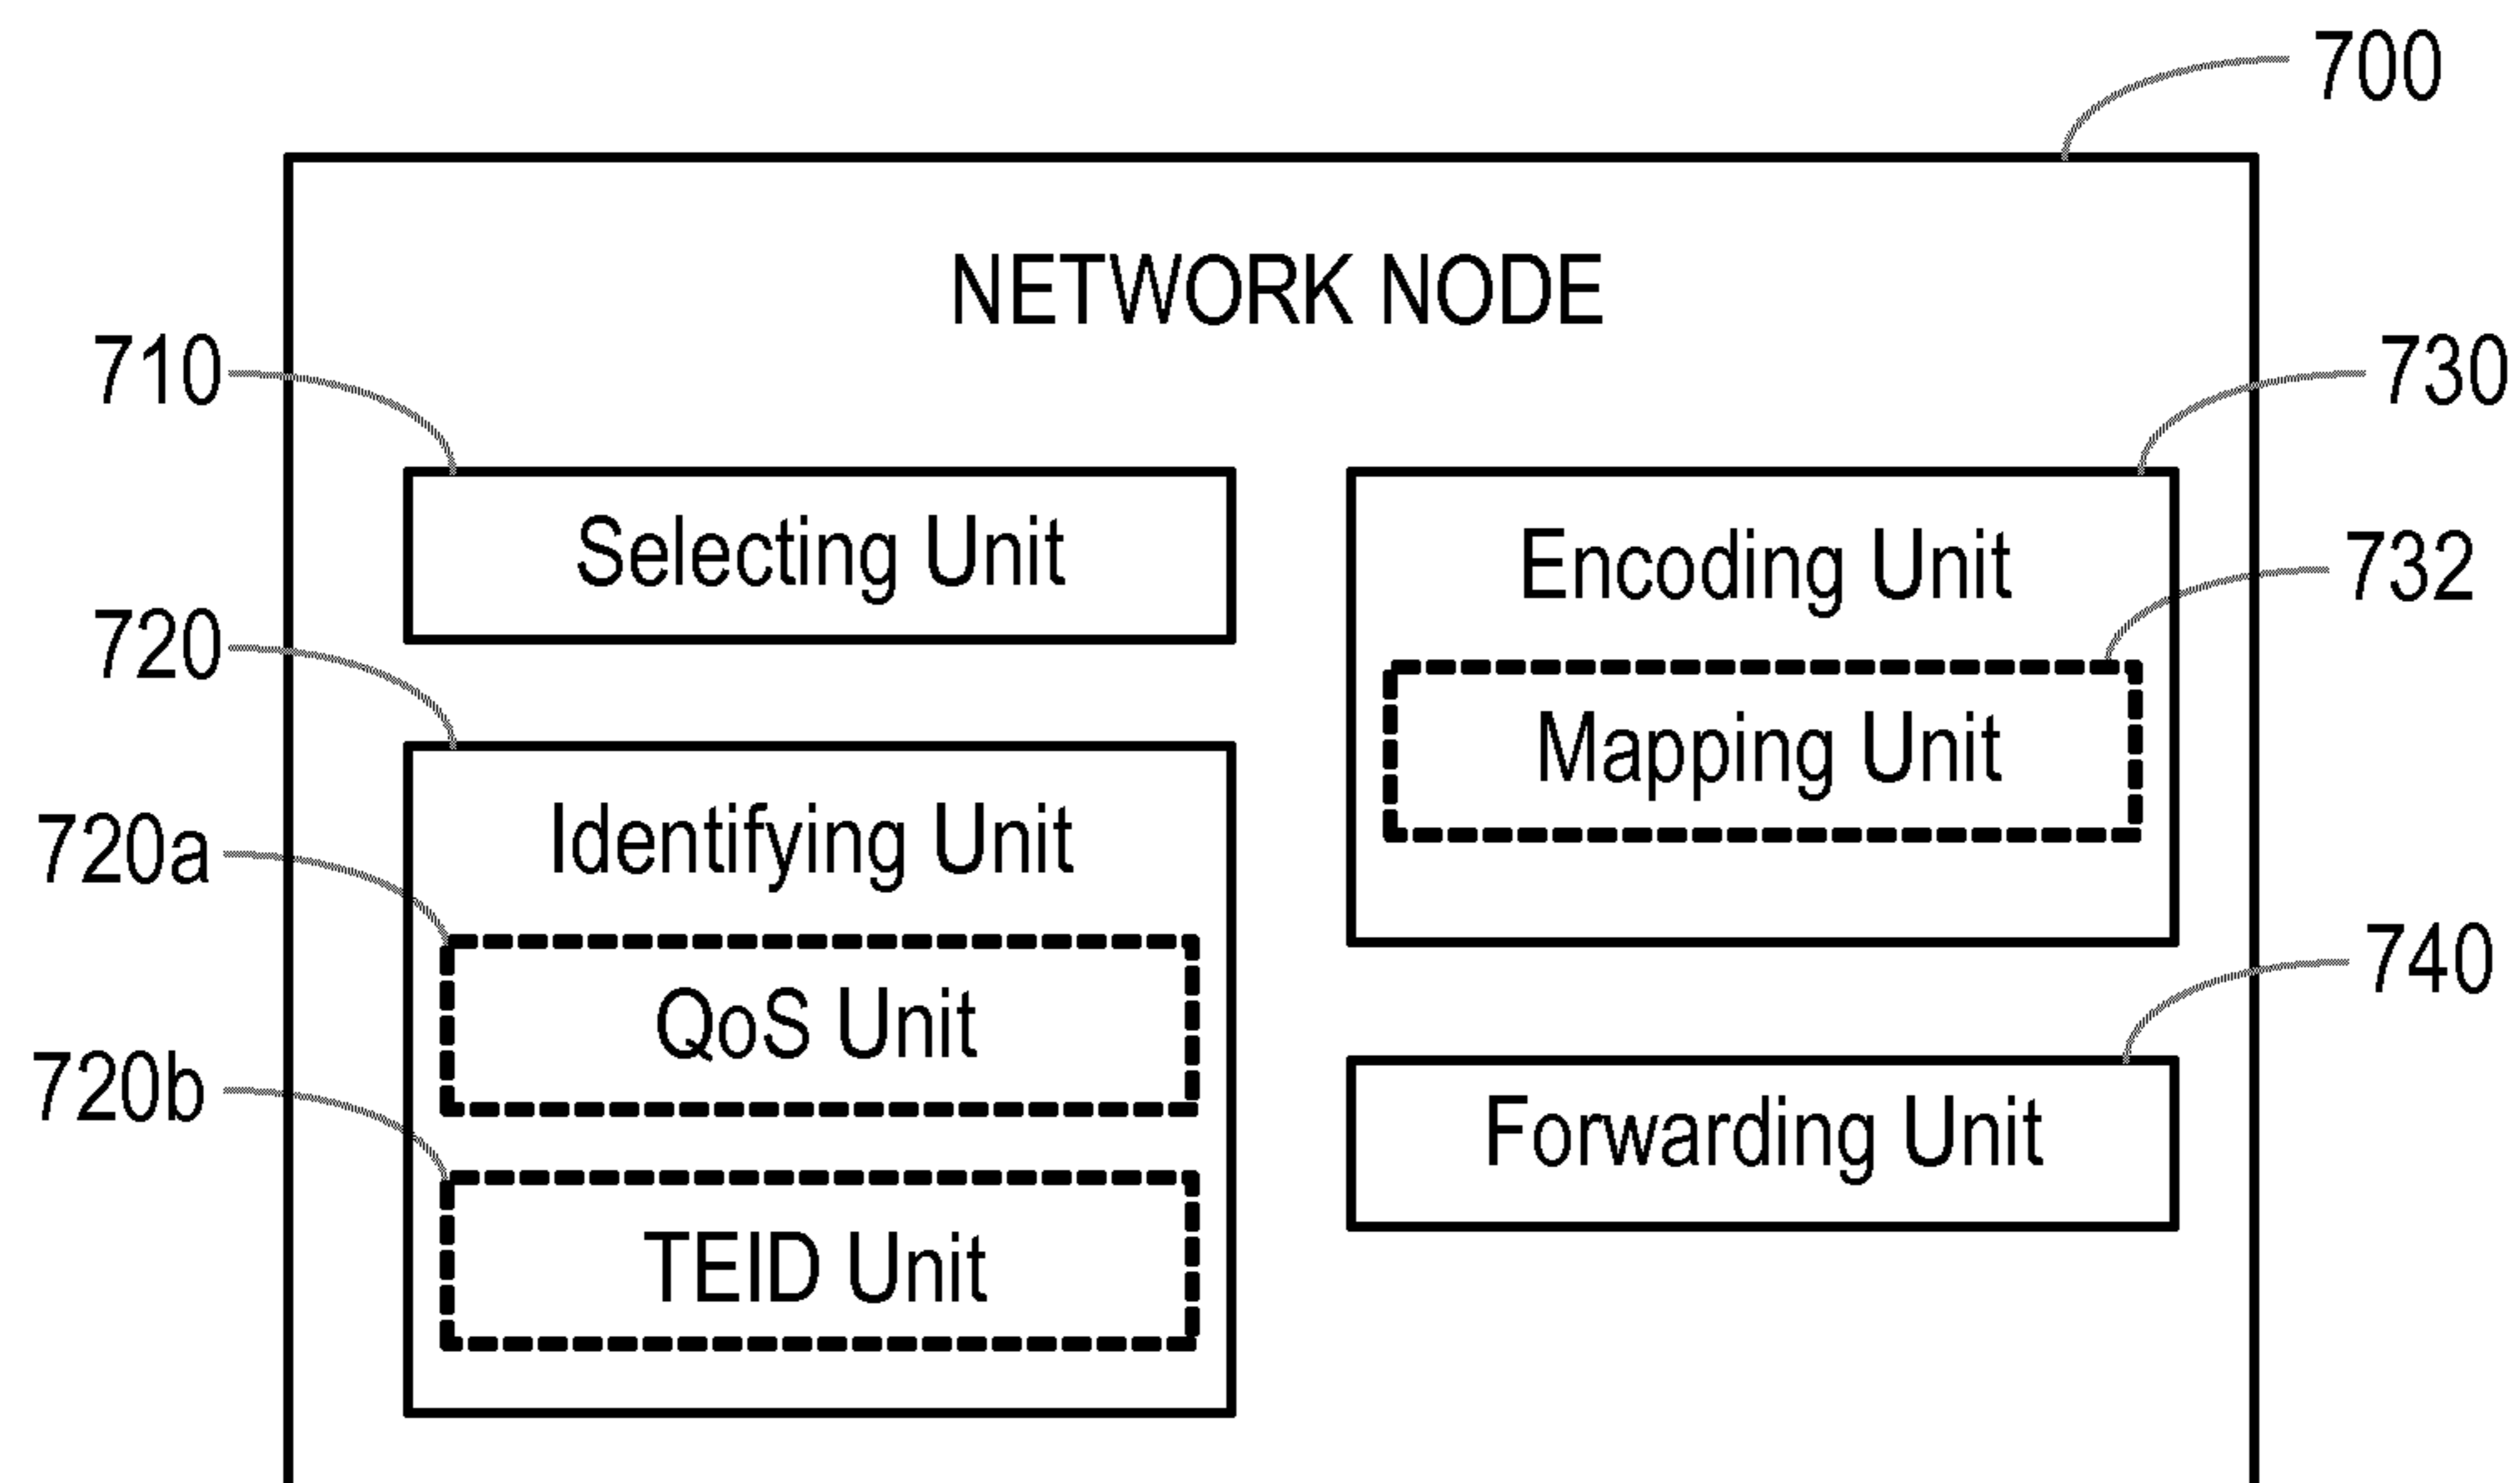 700
NETWORK NODE
710
730
Selecting Unit
Encoding Unit
732
720
Mapping Unit
Identifying Unit
720a
QoS Unit
740
720b
Forwarding Unit
TEID Unit